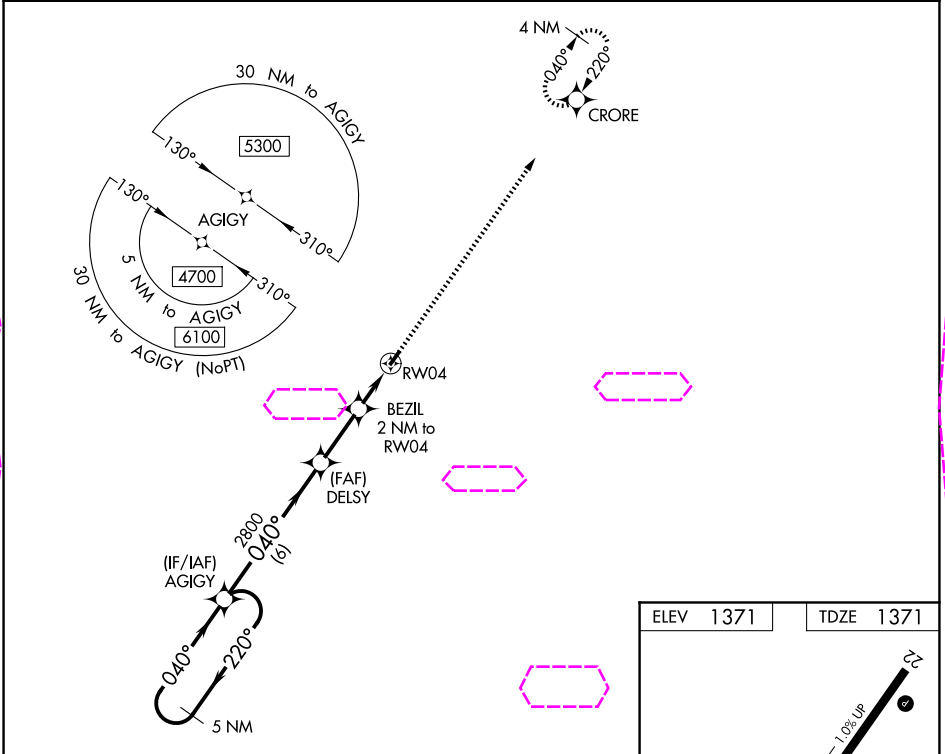 4 NM
040°
220°
CRORE
30 NM to AGIGY
5300
130°
AGIGY
310°
130°
4700
310°
5 NM to AGIGY
6100
30 NM to AGIGY (NoPT)
RW04
BEZIL
2 NM to
RW04
(FAF)
DELSY
2800
040°
(6)
(IF/IAF)
AGIGY
040°
220°
5 NM
ELEV 1371
TDZE 1371
22
P
1.0% UP